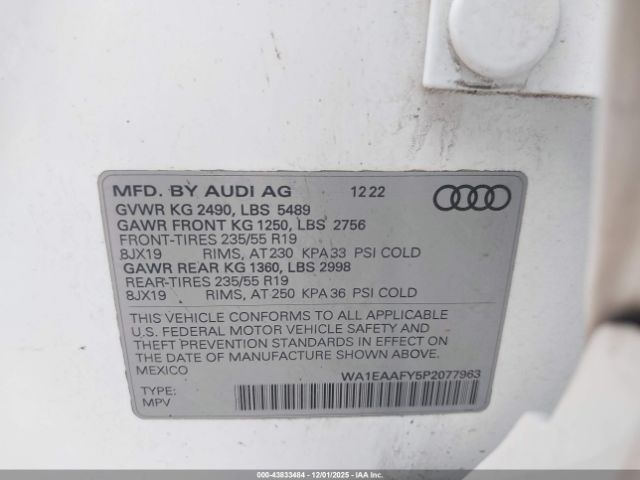 MFD. BY AUDI AG 12 22
GVWR KG 2490, LBS 5489
GAWR FRONT KG 1250, LBS 2756
FRONT-TIRES 235/55 R19
8JX19 RIMS, AT 230 KPA 33 PSI COLD
GAWR REAR KG 1360, LBS 2998
REAR-TIRES 235/55 R19
8JX19 RIMS, AT 250 KPA 36 PSI COLD
THIS VEHICLE CONFORMS TO ALL APPLICABLE
U.S. FEDERAL MOTOR VEHICLE SAFETY AND
THEFT PREVENTION STANDARDS IN EFFECT ON
THE DATE OF MANUFACTURE SHOWN ABOVE.
MEXICO
WA1EAAFY5P2077963
TYPE:
MPV
000-43833484 - 12/01/2025 - IAAI.COM